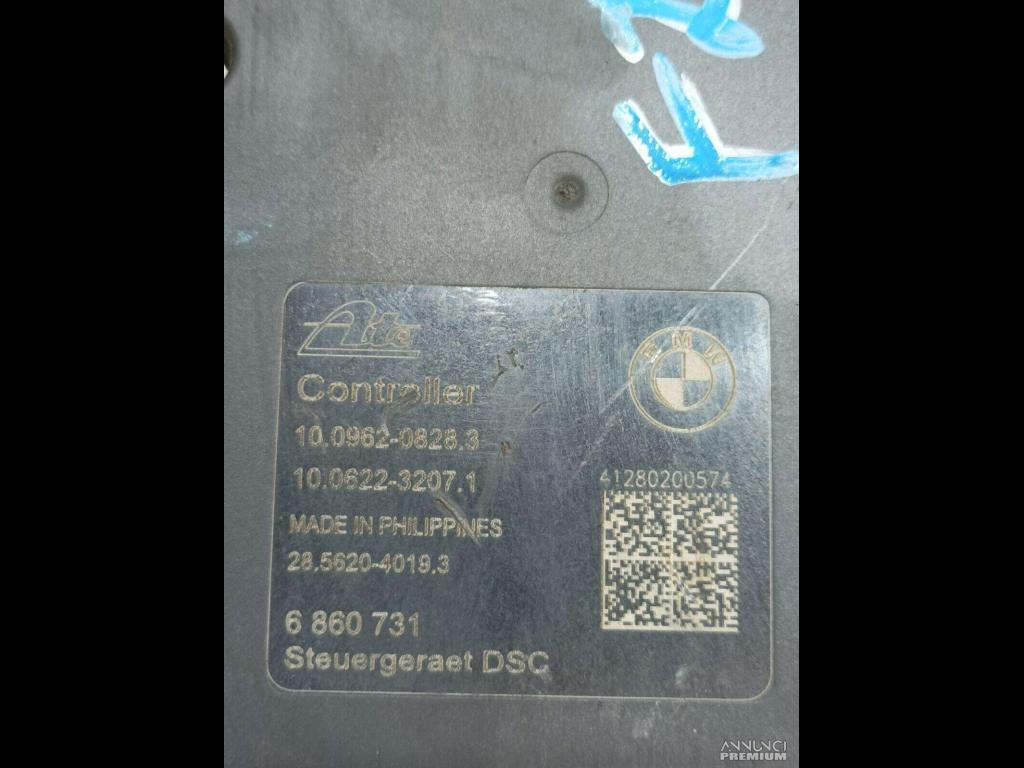 Ate
BMW
Controller
10.0962-0828.3
10.0622-3207.1
41280200574
MADE IN PHILIPPINES
28.5620-4019.3
6 860 731
Steuergeraet DSC
ANNUNCI
PREMIUM